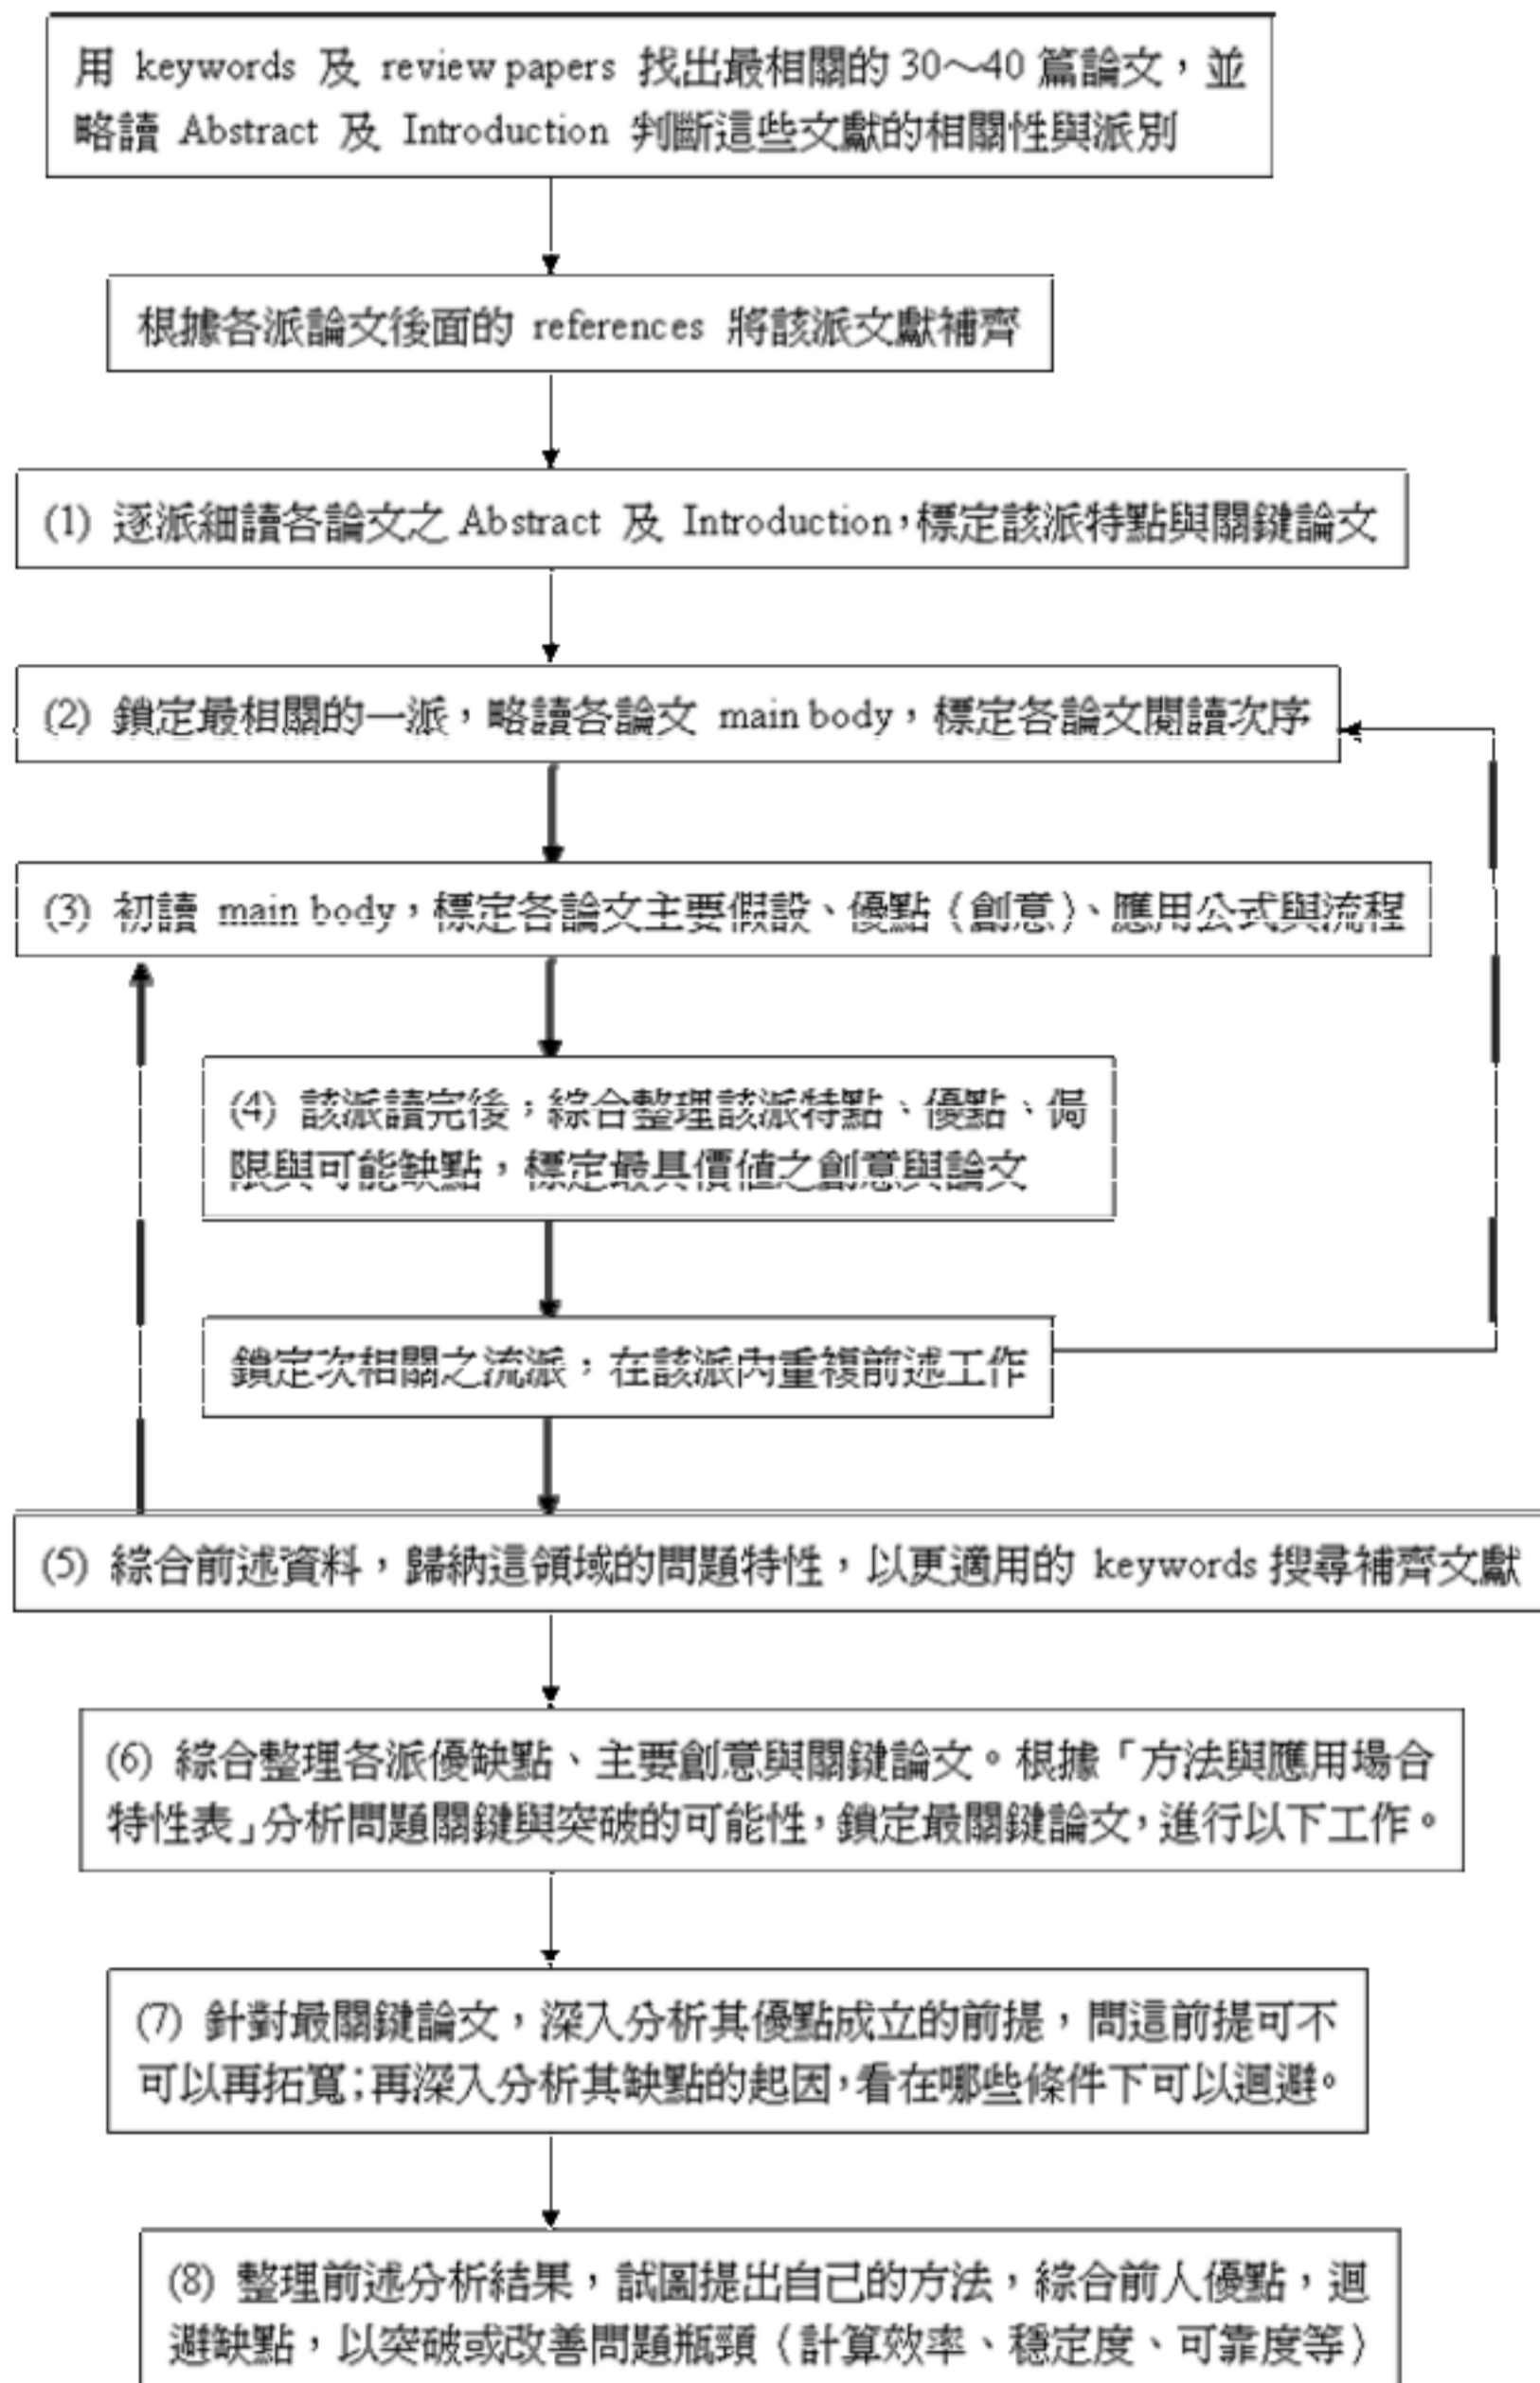 用 keywords 及 review papers 找出最相關的 30～40 篇論文，並
略讀 Abstract 及 Introduction 判斷這些文獻的相關性與派別
根據各派論文後面的 references 將該派文獻補齊
(1) 逐派細讀各論文之 Abstract 及 Introduction，標定該派特點與關鍵論文
(2) 鎖定最相關的一派，略讀各論文 main body，標定各論文閱讀次序
(3) 初讀 main body，標定各論文主要假設、優點（創意）、應用公式與流程
(4) 該派讀完後，綜合整理該派特點、優點、侷
限與可能缺點，標定最具價值之創意與論文
鎖定次相關之流派，在該派內重複前述工作
(5) 綜合前述資料，歸納這領域的問題特性，以更適用的 keywords 搜尋補齊文獻
(6) 綜合整理各派優缺點、主要創意與關鍵論文。根據「方法與應用場合
特性表」分析問題關鍵與突破的可能性，鎖定最關鍵論文，進行以下工作。
(7) 針對最關鍵論文，深入分析其優點成立的前提，問這前提可不
可以再拓寬；再深入分析其缺點的起因，看在哪些條件下可以迴避。
(8) 整理前述分析結果，試圖提出自己的方法，綜合前人優點，迴
避缺點，以突破或改善問題瓶頸（計算效率、穩定度、可靠度等）